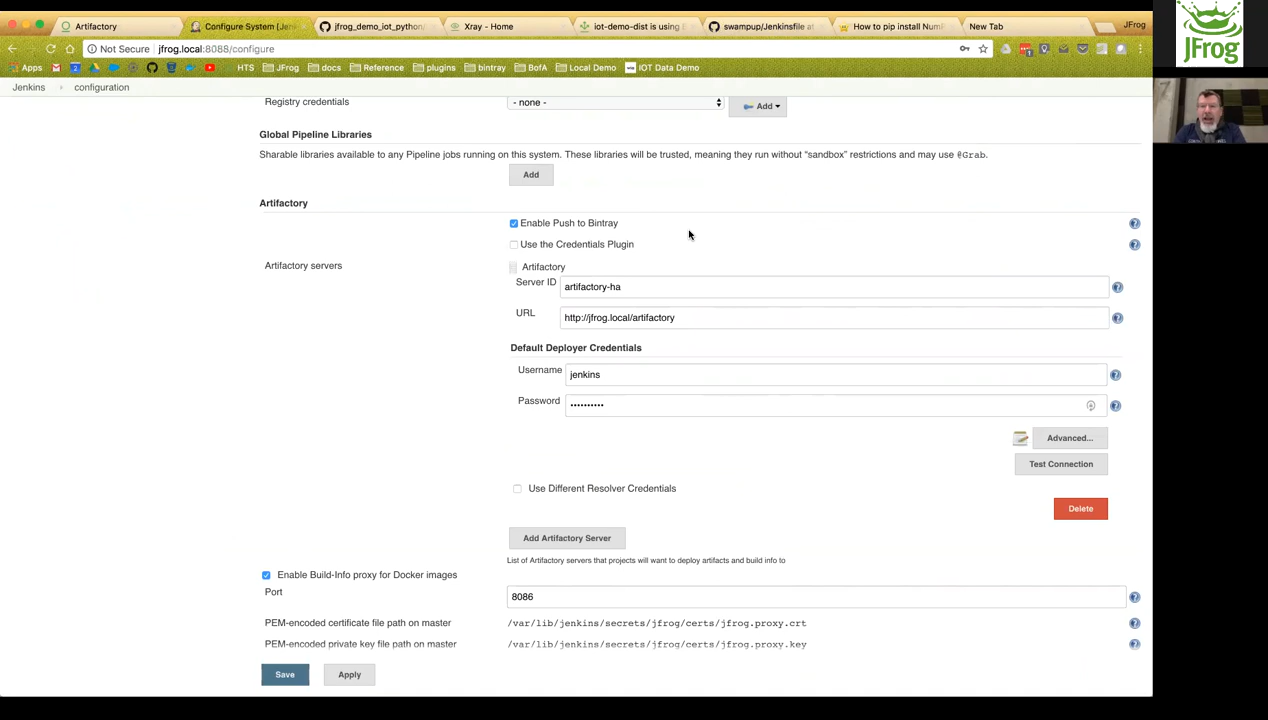 Artifactory
Configure System (Jen
jfrog_demo_iot_python/
Xray - Home
iot-demo-dist is using
swampup/Jenkinsfile at
How to pip install Num
New Tab
JFrog
Not Secure jfrog.local:8088/configure
Apps
HTS
JFrog
docs
Reference
plugins
bintray
BofA
Local Demo
IOT Data Demo
JFrog
Jenkins › configuration
Registry credentials
- none -
Add
Global Pipeline Libraries
Sharable libraries available to any Pipeline jobs running on this system. These libraries will be trusted, meaning they run without “sandbox” restrictions and may use @Grab.
Add
Artifactory
Enable Push to Bintray
Use the Credentials Plugin
Artifactory servers
Artifactory
Server ID artifactory-ha
URL http://jfrog.local/artifactory
Default Deployer Credentials
Username jenkins
Password ••••••••••
Advanced...
Test Connection
Use Different Resolver Credentials
Delete
Add Artifactory Server
List of Artifactory servers that projects will want to deploy artifacts and build info to
Enable Build-Info proxy for Docker images
Port 8086
PEM-encoded certificate file path on master /var/lib/jenkins/secrets/jfrog/certs/jfrog.proxy.crt
PEM-encoded private key file path on master /var/lib/jenkins/secrets/jfrog/certs/jfrog.proxy.key
Save
Apply